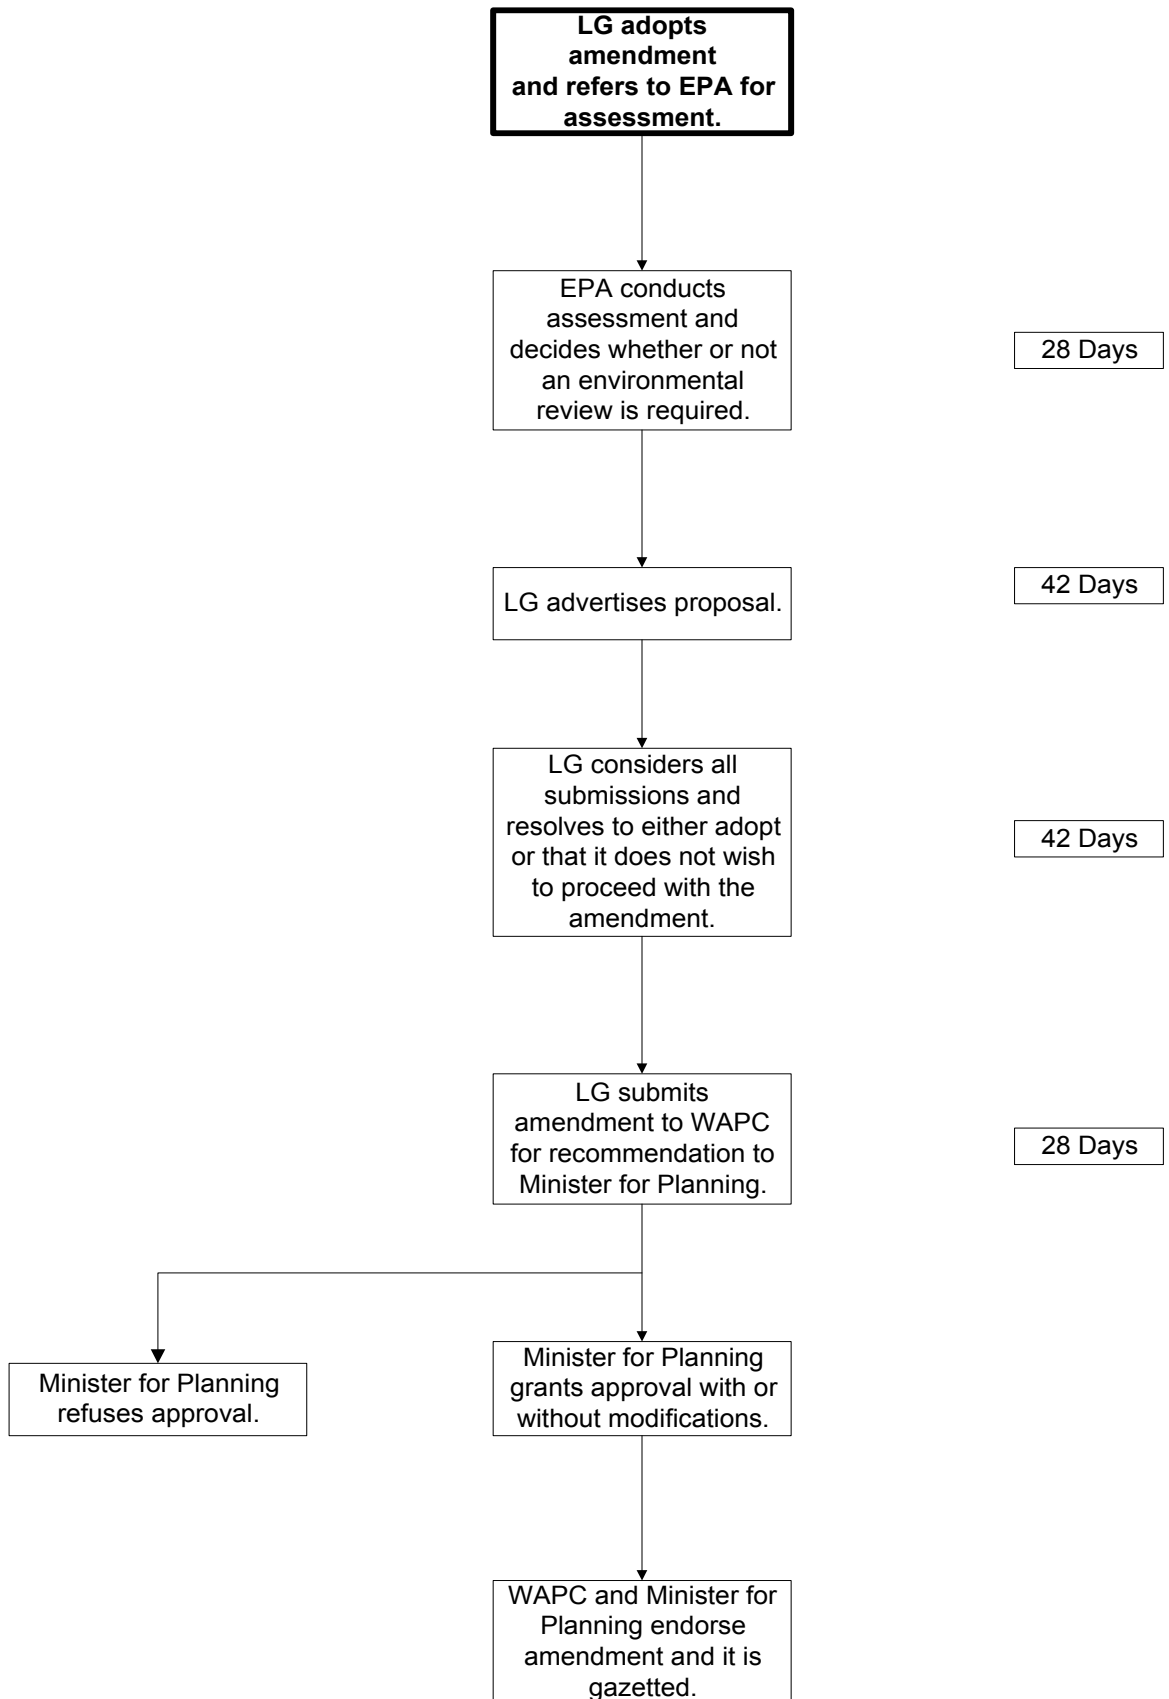 LG adopts
amendment
and refers to EPA for
assessment.
EPA conducts
assessment and
decides whether or not
an environmental
review is required.
28 Days
LG advertises proposal.
42 Days
LG considers all
submissions and
resolves to either adopt
or that it does not wish
to proceed with the
amendment.
42 Days
LG submits
amendment to WAPC
for recommendation to
Minister for Planning.
28 Days
Minister for Planning
refuses approval.
Minister for Planning
grants approval with or
without modifications.
WAPC and Minister for
Planning endorse
amendment and it is
gazetted.